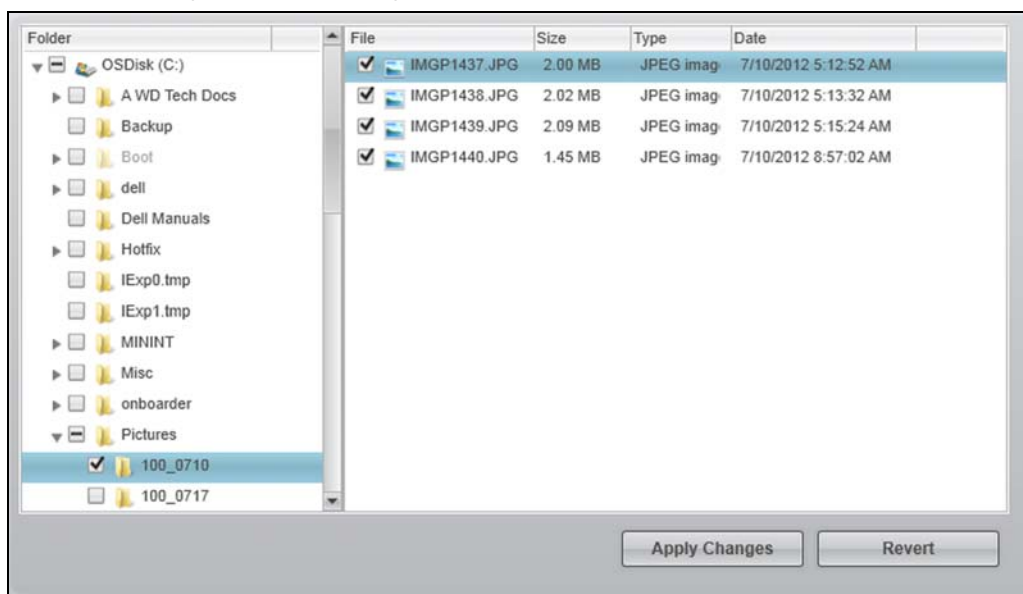 Folder
OSDisk (C:)
A WD Tech Docs
Backup
Boot
dell
Dell Manuals
Hotfix
IExp0.tmp
IExp1.tmp
MININT
Misc
onboarder
Pictures
100_0710
100_0717
File Size Type Date
IMGP1437.JPG 2.00 MB JPEG imag 7/10/2012 5:12:52 AM
IMGP1438.JPG 2.02 MB JPEG imag 7/10/2012 5:13:32 AM
IMGP1439.JPG 2.09 MB JPEG imag 7/10/2012 5:15:24 AM
IMGP1440.JPG 1.45 MB JPEG imag 7/10/2012 8:57:02 AM
Apply Changes Revert